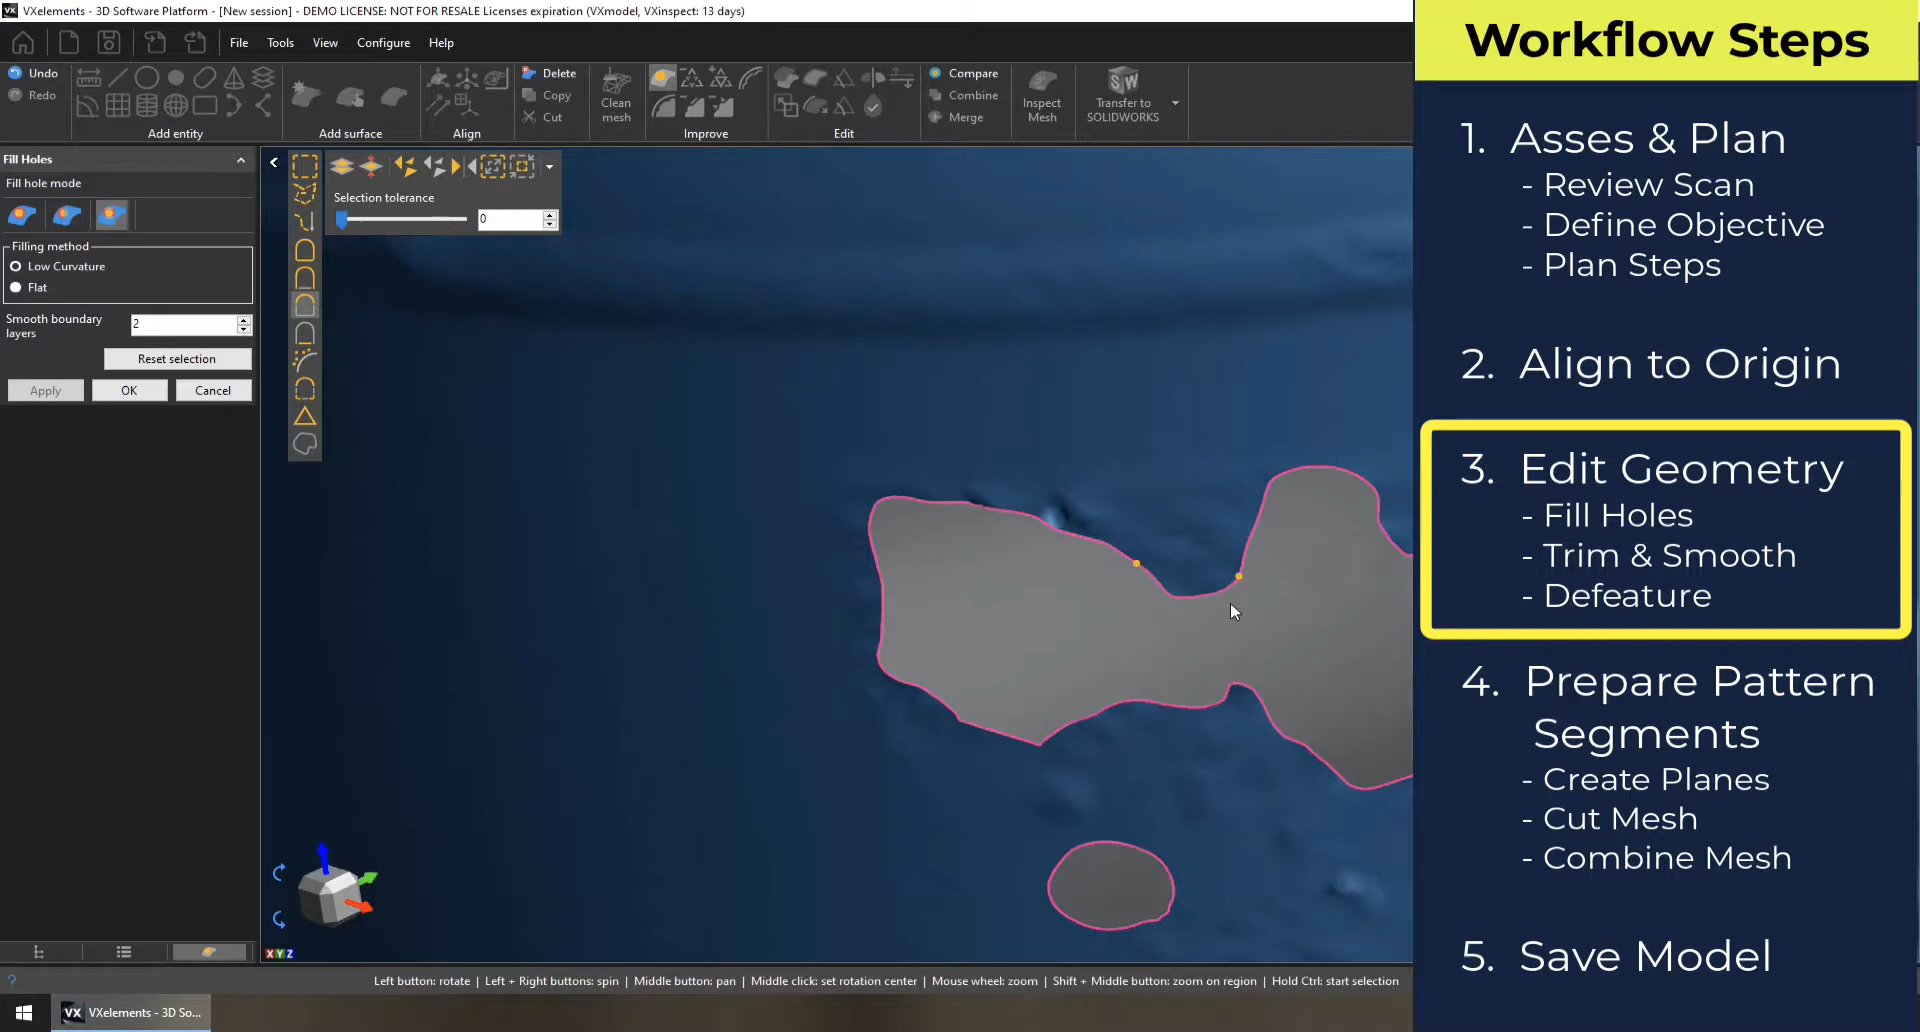 VXelements - 3D Software Platform - [New session] - DEMO LICENSE: NOT FOR RESALE Licenses expiration (VXmodel, VXinspect: 13 days)
File Tools View Configure Help
Undo
Redo
Add entity
Add surface
Align
Delete
Copy
Cut
Clean
mesh
Improve
Edit
Compare
Combine
Merge
Inspect
Mesh
Transfer to
SOLIDWORKS
Fill Holes
Fill hole mode
Filling method
Low Curvature
Flat
Smooth boundary
layers
2
Reset selection
Apply OK Cancel
Selection tolerance
0
X Y Z
Left button: rotate | Left + Right buttons: spin | Middle button: pan | Middle click: set rotation center | Mouse wheel: zoom | Shift + Middle button: zoom on region | Hold Ctrl: start selection
VXelements - 3D So...
Workflow Steps
1. Asses & Plan
- Review Scan
- Define Objective
- Plan Steps
2. Align to Origin
3. Edit Geometry
- Fill Holes
- Trim & Smooth
- Defeature
4. Prepare Pattern
Segments
- Create Planes
- Cut Mesh
- Combine Mesh
5. Save Model